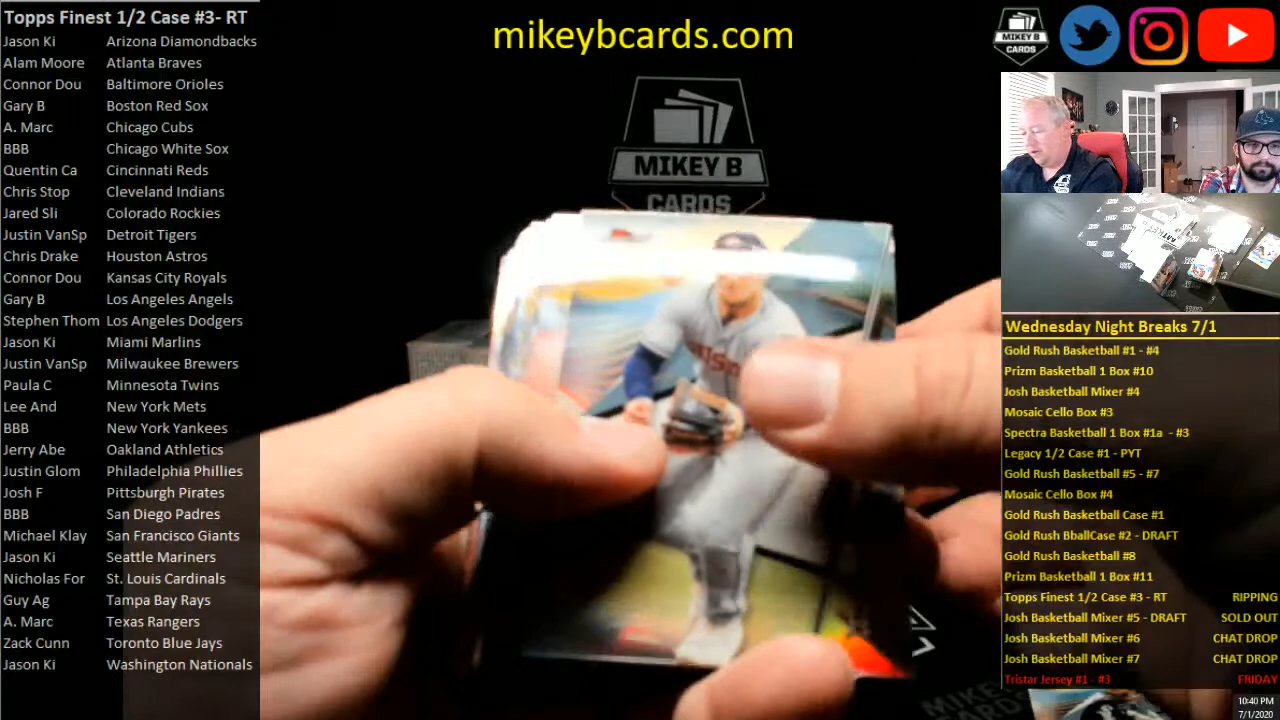 Topps Finest 1/2 Case #3- RT
Jason Ki Arizona Diamondbacks
Alam Moore Atlanta Braves
Connor Dou Baltimore Orioles
Gary B Boston Red Sox
A. Marc Chicago Cubs
BBB Chicago White Sox
Quentin Ca Cincinnati Reds
Chris Stop Cleveland Indians
Jared Sli Colorado Rockies
Justin VanSp Detroit Tigers
Chris Drake Houston Astros
Connor Dou Kansas City Royals
Gary B Los Angeles Angels
Stephen Thom Los Angeles Dodgers
Jason Ki Miami Marlins
Justin VanSp Milwaukee Brewers
Paula C Minnesota Twins
Lee And New York Mets
BBB New York Yankees
Jerry Abe Oakland Athletics
Justin Glom Philadelphia Phillies
Josh F Pittsburgh Pirates
BBB San Diego Padres
Michael Klay San Francisco Giants
Jason Ki Seattle Mariners
Nicholas For St. Louis Cardinals
Guy Ag Tampa Bay Rays
A. Marc Texas Rangers
Zack Cunn Toronto Blue Jays
Jason Ki Washington Nationals
mikeybcards.com
MIKEY B
CARDS
MIKEY B
CARDS
Wednesday Night Breaks 7/1
Gold Rush Basketball #1 - #4
Prizm Basketball 1 Box #10
Josh Basketball Mixer #4
Mosaic Cello Box #3
Spectra Basketball 1 Box #1a - #3
Legacy 1/2 Case #1 - PYT
Gold Rush Basketball #5 - #7
Mosaic Cello Box #4
Gold Rush Basketball Case #1
Gold Rush BballCase #2 - DRAFT
Gold Rush Basketball #8
Prizm Basketball 1 Box #11
Topps Finest 1/2 Case #3 - RT RIPPING
Josh Basketball Mixer #5 - DRAFT SOLD OUT
Josh Basketball Mixer #6 CHAT DROP
Josh Basketball Mixer #7 CHAT DROP
Tristar Jersey #1 - #3 FRIDAY
10:40 PM
7/1/2020